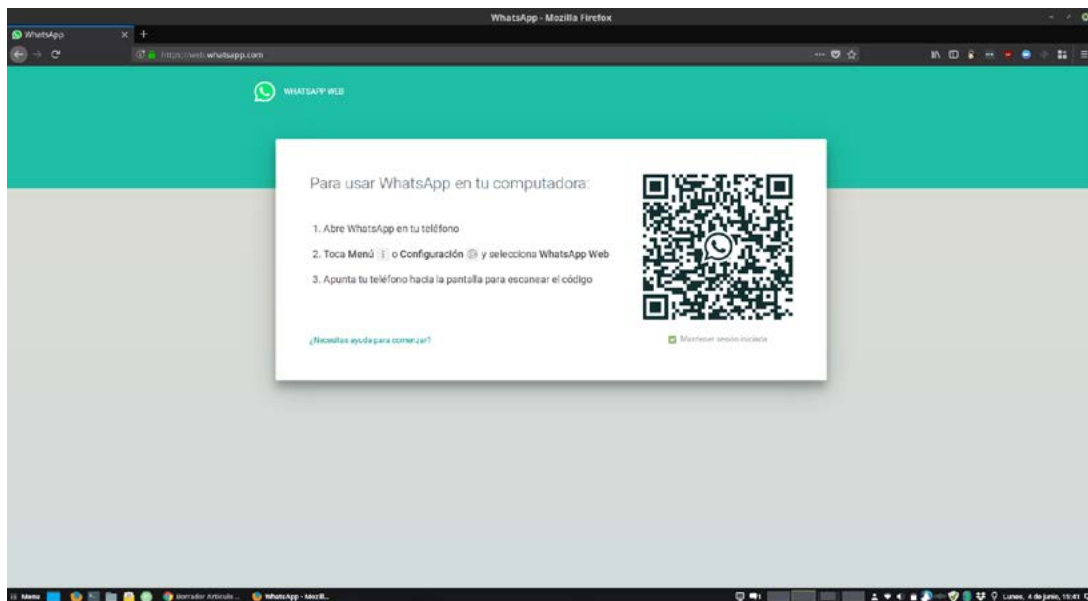 WhatsApp - Mozilla Firefox
WhatsApp
https://web.whatsapp.com
WHATSAPP WEB
Para usar WhatsApp en tu computadora:
1. Abre WhatsApp en tu teléfono
2. Toca Menú o Configuración y selecciona WhatsApp Web
3. Apunta tu teléfono hacia la pantalla para escanear el código
¿Necesitas ayuda para comenzar?
Mantener sesión iniciada
Menu
Borrador Artículo...
WhatsApp - Mozill...
Lunes, 4 de junio, 15:41